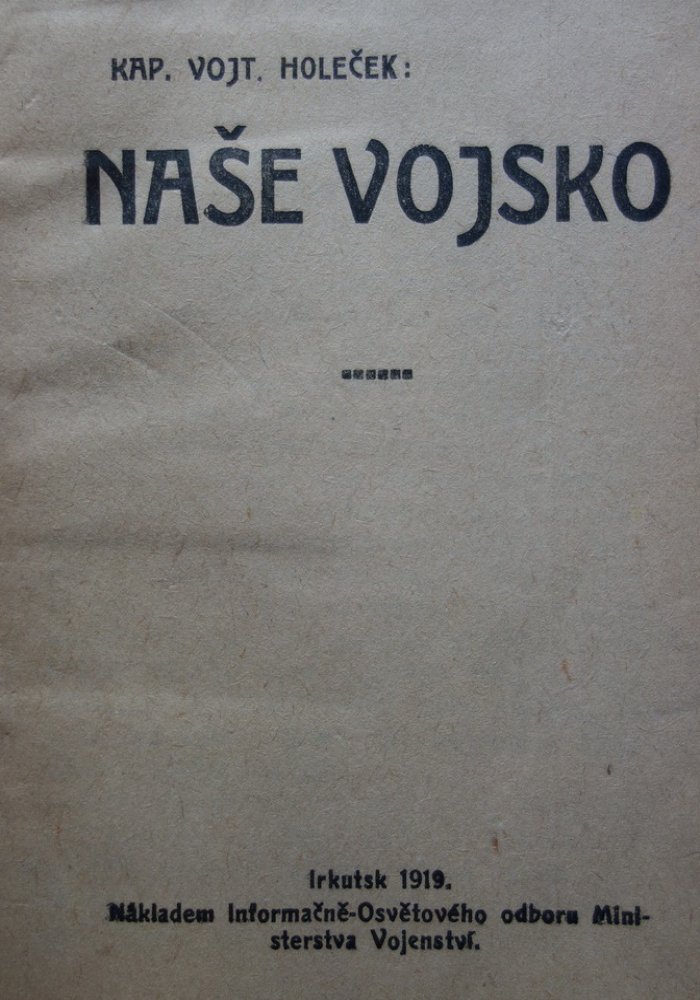 KAP. VOJT. HOLEČEK:
NAŠE VOJSKO
Irkutsk 1919.
Nákladem Informačně-Osvětového odboru Mini-
sterstva Vojenství.